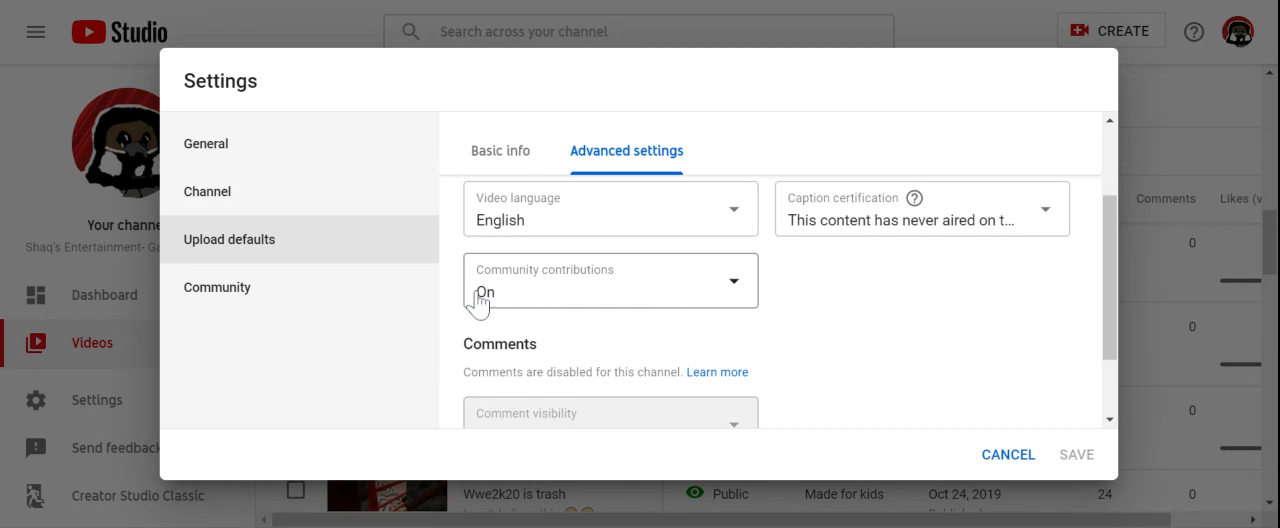 Studio
Search across your channel
CREATE
Settings
General
Channel
Upload defaults
Community
Basic info
Advanced settings
Video language
English
Caption certification
This content has never aired on t...
Community contributions
On
Comments
Comments are disabled for this channel. Learn more
Comment visibility
CANCEL
SAVE
Your channe
Shaq's Entertainment- Ga
Dashboard
Videos
Settings
Send feedback
Creator Studio Classic
Comments
Likes (v
0
0
0
Wwe2k20 is trash
Public
Made for kids
Oct 24, 2019
24
0